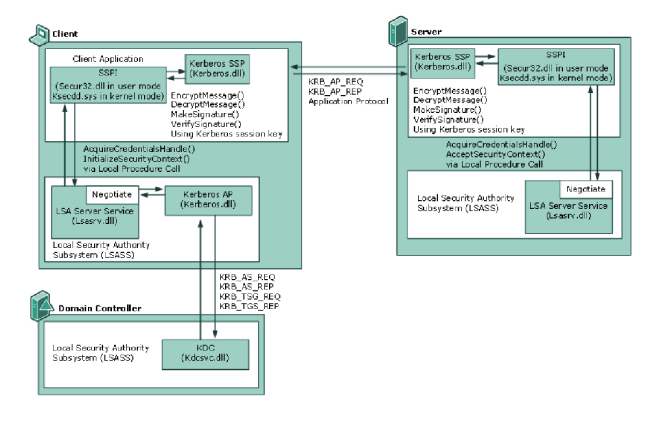 Client
Client Application
SSPI
(Secur32.dll in user mode
Ksecdd.sys in kernel mode)
Kerberos SSP
(Kerberos.dll)
EncryptMessage()
DecryptMessage()
MakeSignature()
VerifySignature()
Using Kerberos session key
AcquireCredentialsHandle()
InitializeSecurityContext()
via Local Procedure Call
Negotiate
LSA Server Service
(Lsasrv.dll)
Kerberos AP
(Kerberos.dll)
Local Security Authority
Subsystem (LSASS)
KRB_AP_REQ
KRB_AP_REP
Application Protocol
Server
Kerberos SSP
(Kerberos.dll)
SSPI
(Secur32.dll in user mode
Ksecdd.sys in kernel mode)
EncryptMessage()
DecryptMessage()
MakeSignature()
VerifySignature()
Using Kerberos session key
AcquireCredentialsHandle()
AcceptSecurityContext()
via Local Procedure Call
Local Security Authority
Subsystem (LSASS)
Negotiate
LSA Server Service
(Lsasrv.dll)
KRB_AS_REQ
KRB_AS_REP
KRB_TSG_REQ
KRB_TGS_REP
Domain Controller
Local Security Authority
Subsystem (LSASS)
KDC
(Kdcsvc.dll)